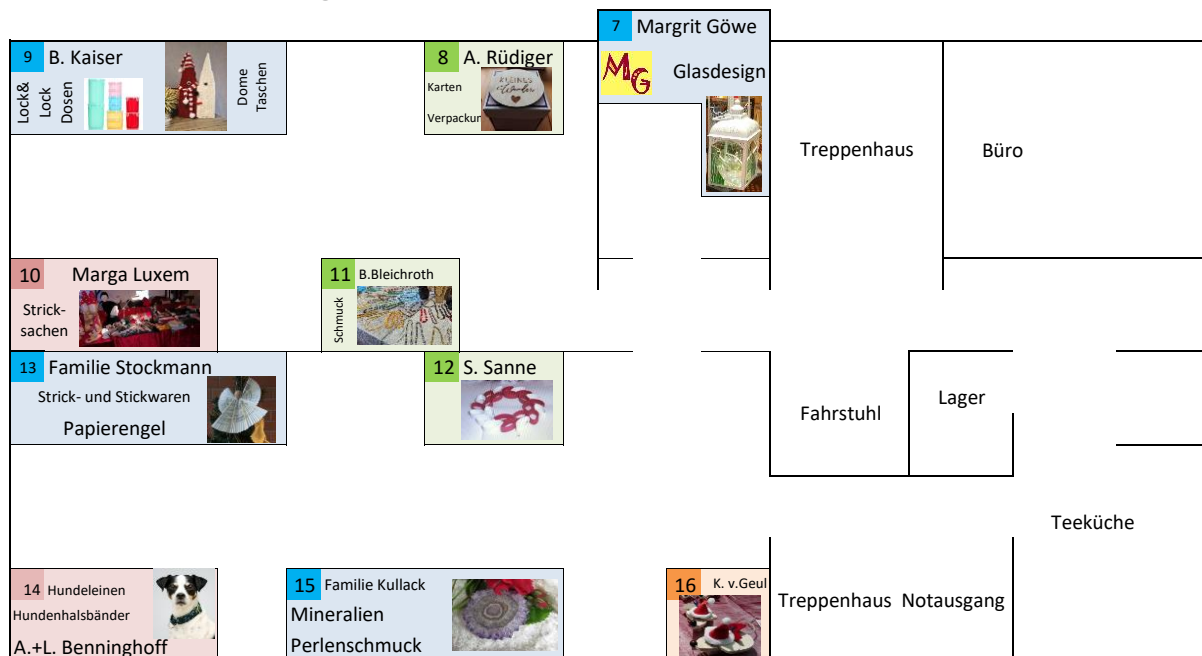 7 Margrit Göwe
MG Glasdesign
9 B. Kaiser
Lock&
Lock
Dosen
Dome
Taschen
8 A. Rüdiger
Karten
Verpackun
KLEINES
Wunder
Treppenhaus
Büro
10 Marga Luxem
Strick-
sachen
11 B.Bleichroth
Schmuck
13 Familie Stockmann
Strick- und Stickwaren
Papierengel
12 S. Sanne
Fahrstuhl
Lager
Teeküche
14 Hundeleinen
Hundenhalsbänder
A.+L. Benninghoff
15 Familie Kullack
Mineralien
Perlenschmuck
16 K. v.Geul
Treppenhaus Notausgang